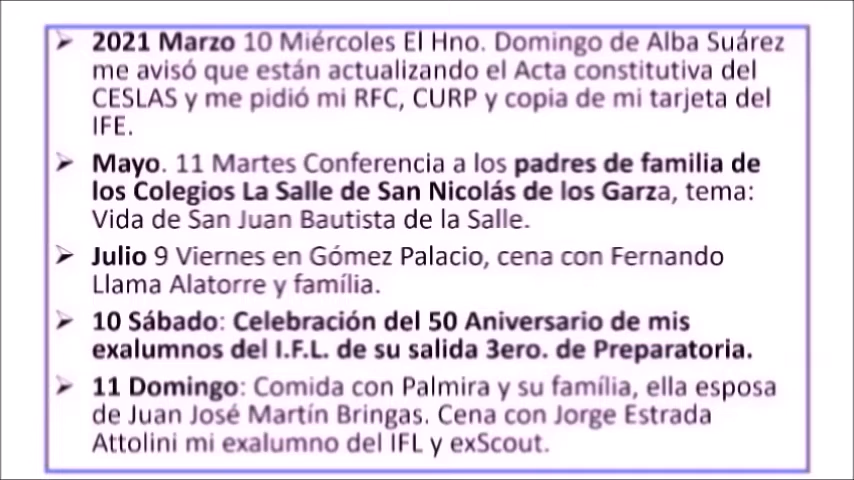 ➢ 2021 Marzo 10 Miércoles El Hno. Domingo de Alba Suárez
me avisó que están actualizando el Acta constitutiva del
CESLAS y me pidió mi RFC, CURP y copia de mi tarjeta del
IFE.
➢ Mayo. 11 Martes Conferencia a los padres de familia de
los Colegios La Salle de San Nicolás de los Garza, tema:
Vida de San Juan Bautista de la Salle.
➢ Julio 9 Viernes en Gómez Palacio, cena con Fernando
Llama Alatorre y família.
➢ 10 Sábado: Celebración del 50 Aniversario de mis
exalumnos del I.F.L. de su salida 3ero. de Preparatoria.
➢ 11 Domingo: Comida con Palmira y su família, ella esposa
de Juan José Martín Bringas. Cena con Jorge Estrada
Attolini mi exalumno del IFL y exScout.